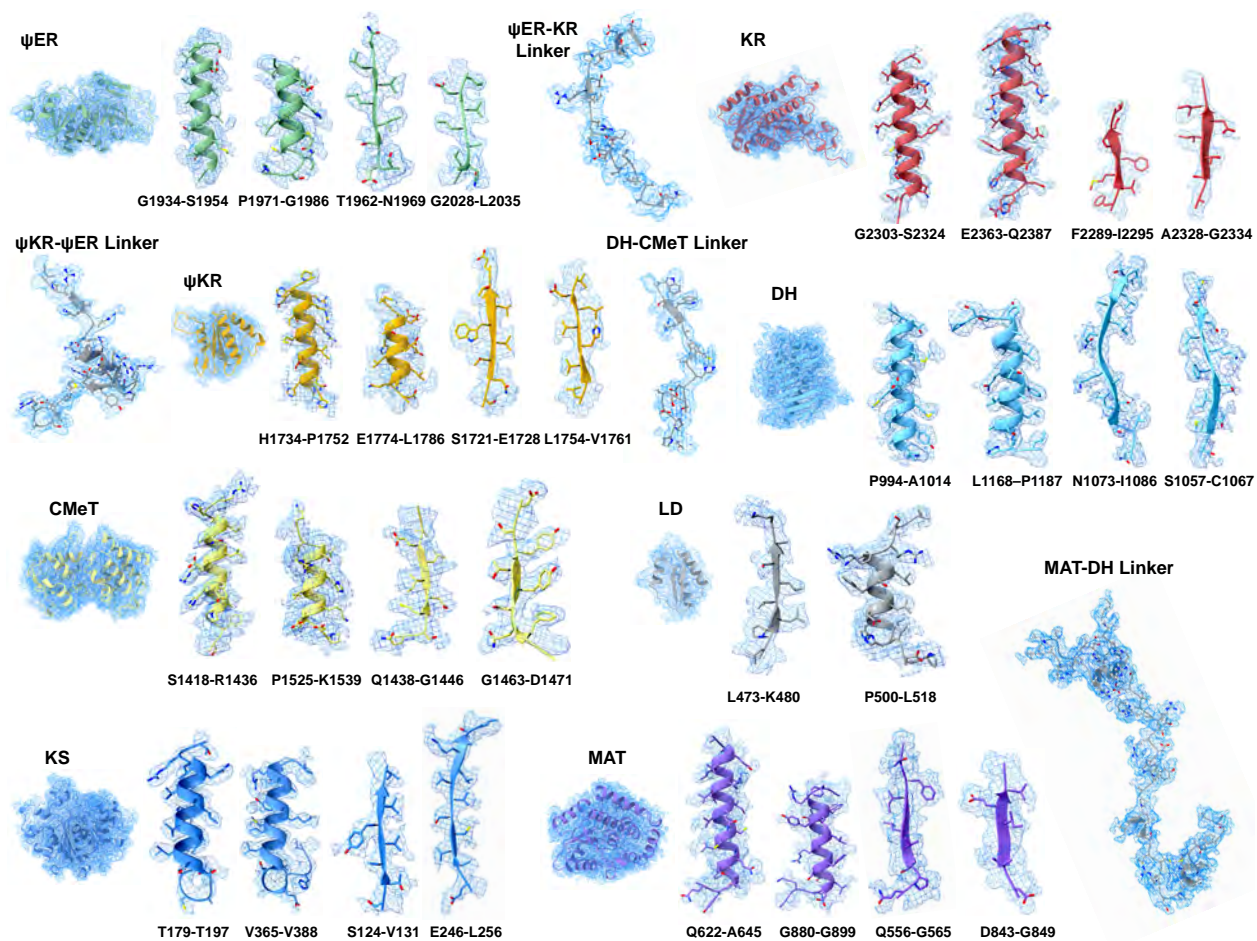 ψER
ψER-KR
Linker
KR
G1934-S1954 P1971-G1986 T1962-N1969 G2028-L2035
G2303-S2324 E2363-Q2387 F2289-I2295 A2328-G2334
ψKR-ψER Linker
ψKR
DH-CMeT Linker
DH
H1734-P1752 E1774-L1786 S1721-E1728 L1754-V1761
P994-A1014 L1168–P1187 N1073-I1086 S1057-C1067
CMeT
LD
MAT-DH Linker
S1418-R1436 P1525-K1539 Q1438-G1446 G1463-D1471
L473-K480 P500-L518
KS
MAT
T179-T197 V365-V388 S124-V131 E246-L256
Q622-A645 G880-G899 Q556-G565 D843-G849